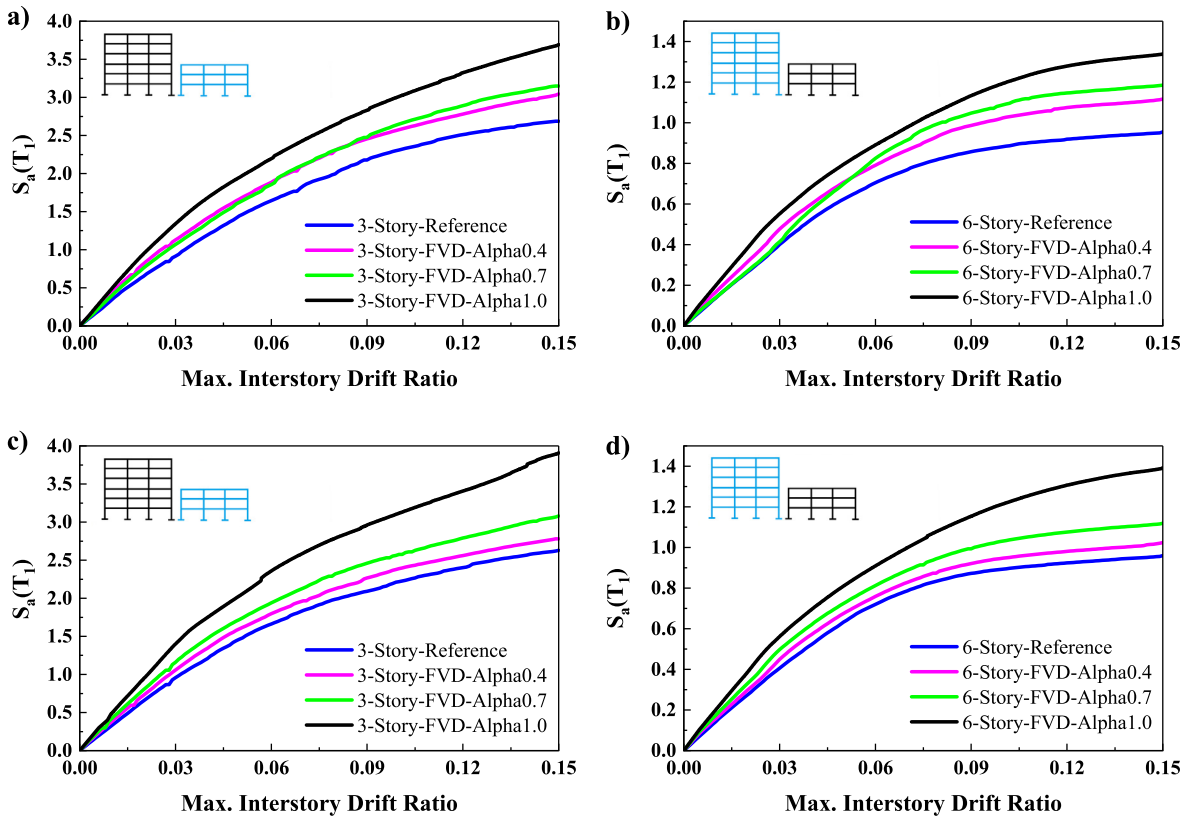 a)
4.0
3.5
3.0
2.5
2.0
1.5
1.0
0.5
0.0
Sa(T1)
3-Story-Reference
3-Story-FVD-Alpha0.4
3-Story-FVD-Alpha0.7
3-Story-FVD-Alpha1.0
0.00 0.03 0.06 0.09 0.12 0.15
Max. Interstory Drift Ratio
b)
1.4
1.2
1.0
0.8
0.6
0.4
0.2
0.0
Sa(T1)
6-Story-Reference
6-Story-FVD-Alpha0.4
6-Story-FVD-Alpha0.7
6-Story-FVD-Alpha1.0
0.00 0.03 0.06 0.09 0.12 0.15
Max. Interstory Drift Ratio
c)
4.0
3.5
3.0
2.5
2.0
1.5
1.0
0.5
0.0
Sa(T1)
3-Story-Reference
3-Story-FVD-Alpha0.4
3-Story-FVD-Alpha0.7
3-Story-FVD-Alpha1.0
0.00 0.03 0.06 0.09 0.12 0.15
Max. Interstory Drift Ratio
d)
1.4
1.2
1.0
0.8
0.6
0.4
0.2
0.0
Sa(T1)
6-Story-Reference
6-Story-FVD-Alpha0.4
6-Story-FVD-Alpha0.7
6-Story-FVD-Alpha1.0
0.00 0.03 0.06 0.09 0.12 0.15
Max. Interstory Drift Ratio